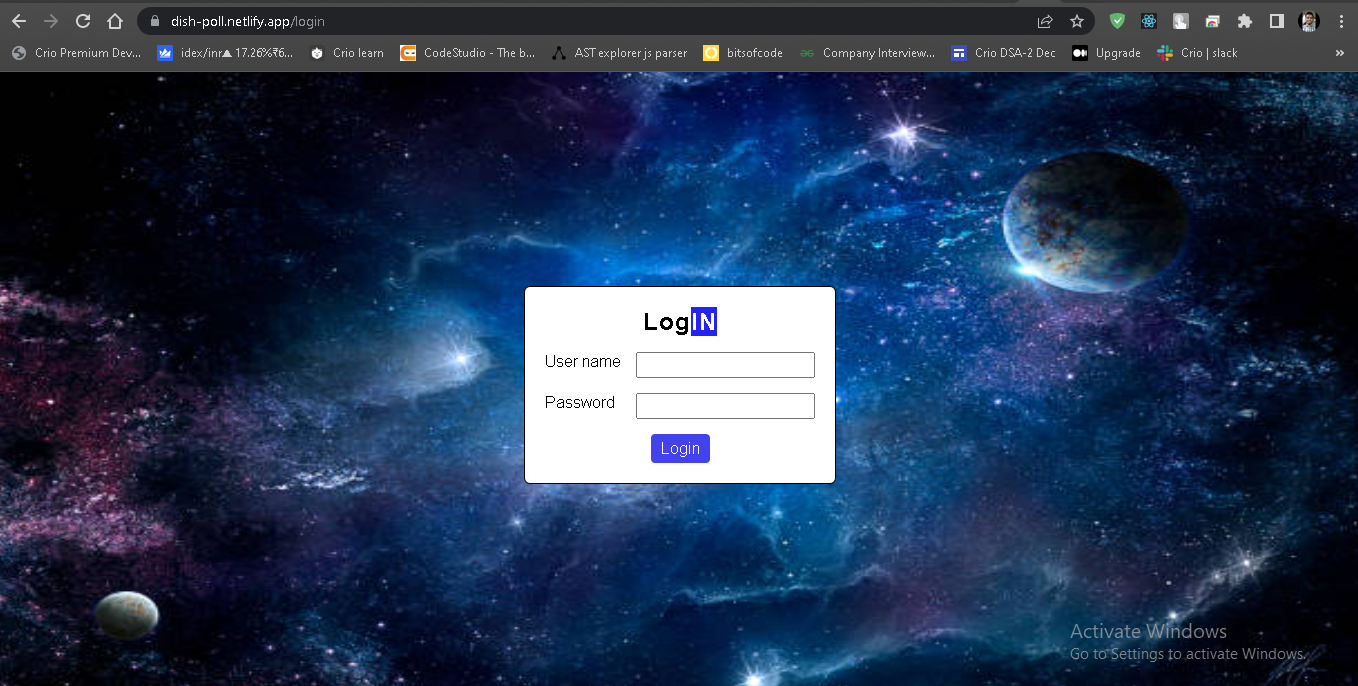 dish-poll.netlify.app/login
Crio Premium Dev... idex/inr▲ 17.26%₹6... Crio learn CodeStudio - The b... AST explorer js parser bitsofcode Company Interview... Crio DSA-2 Dec Upgrade Crio | slack »
LogIN
User name
Password
Login
Activate Windows
Go to Settings to activate Windows.